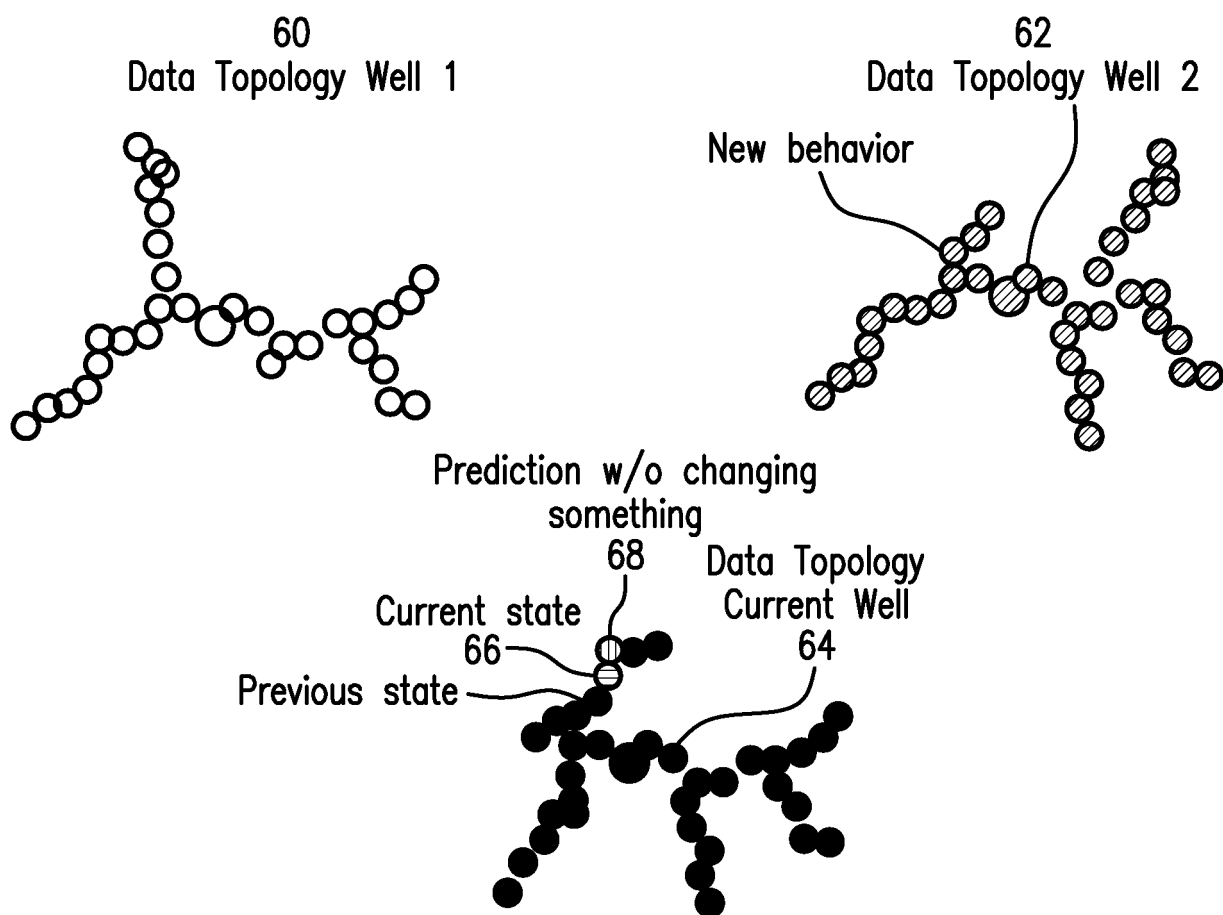 60
Data Topology Well 1
62
Data Topology Well 2
New behavior
Prediction w/o changing
something
68
Data Topology
Current Well
64
Current state
66
Previous state